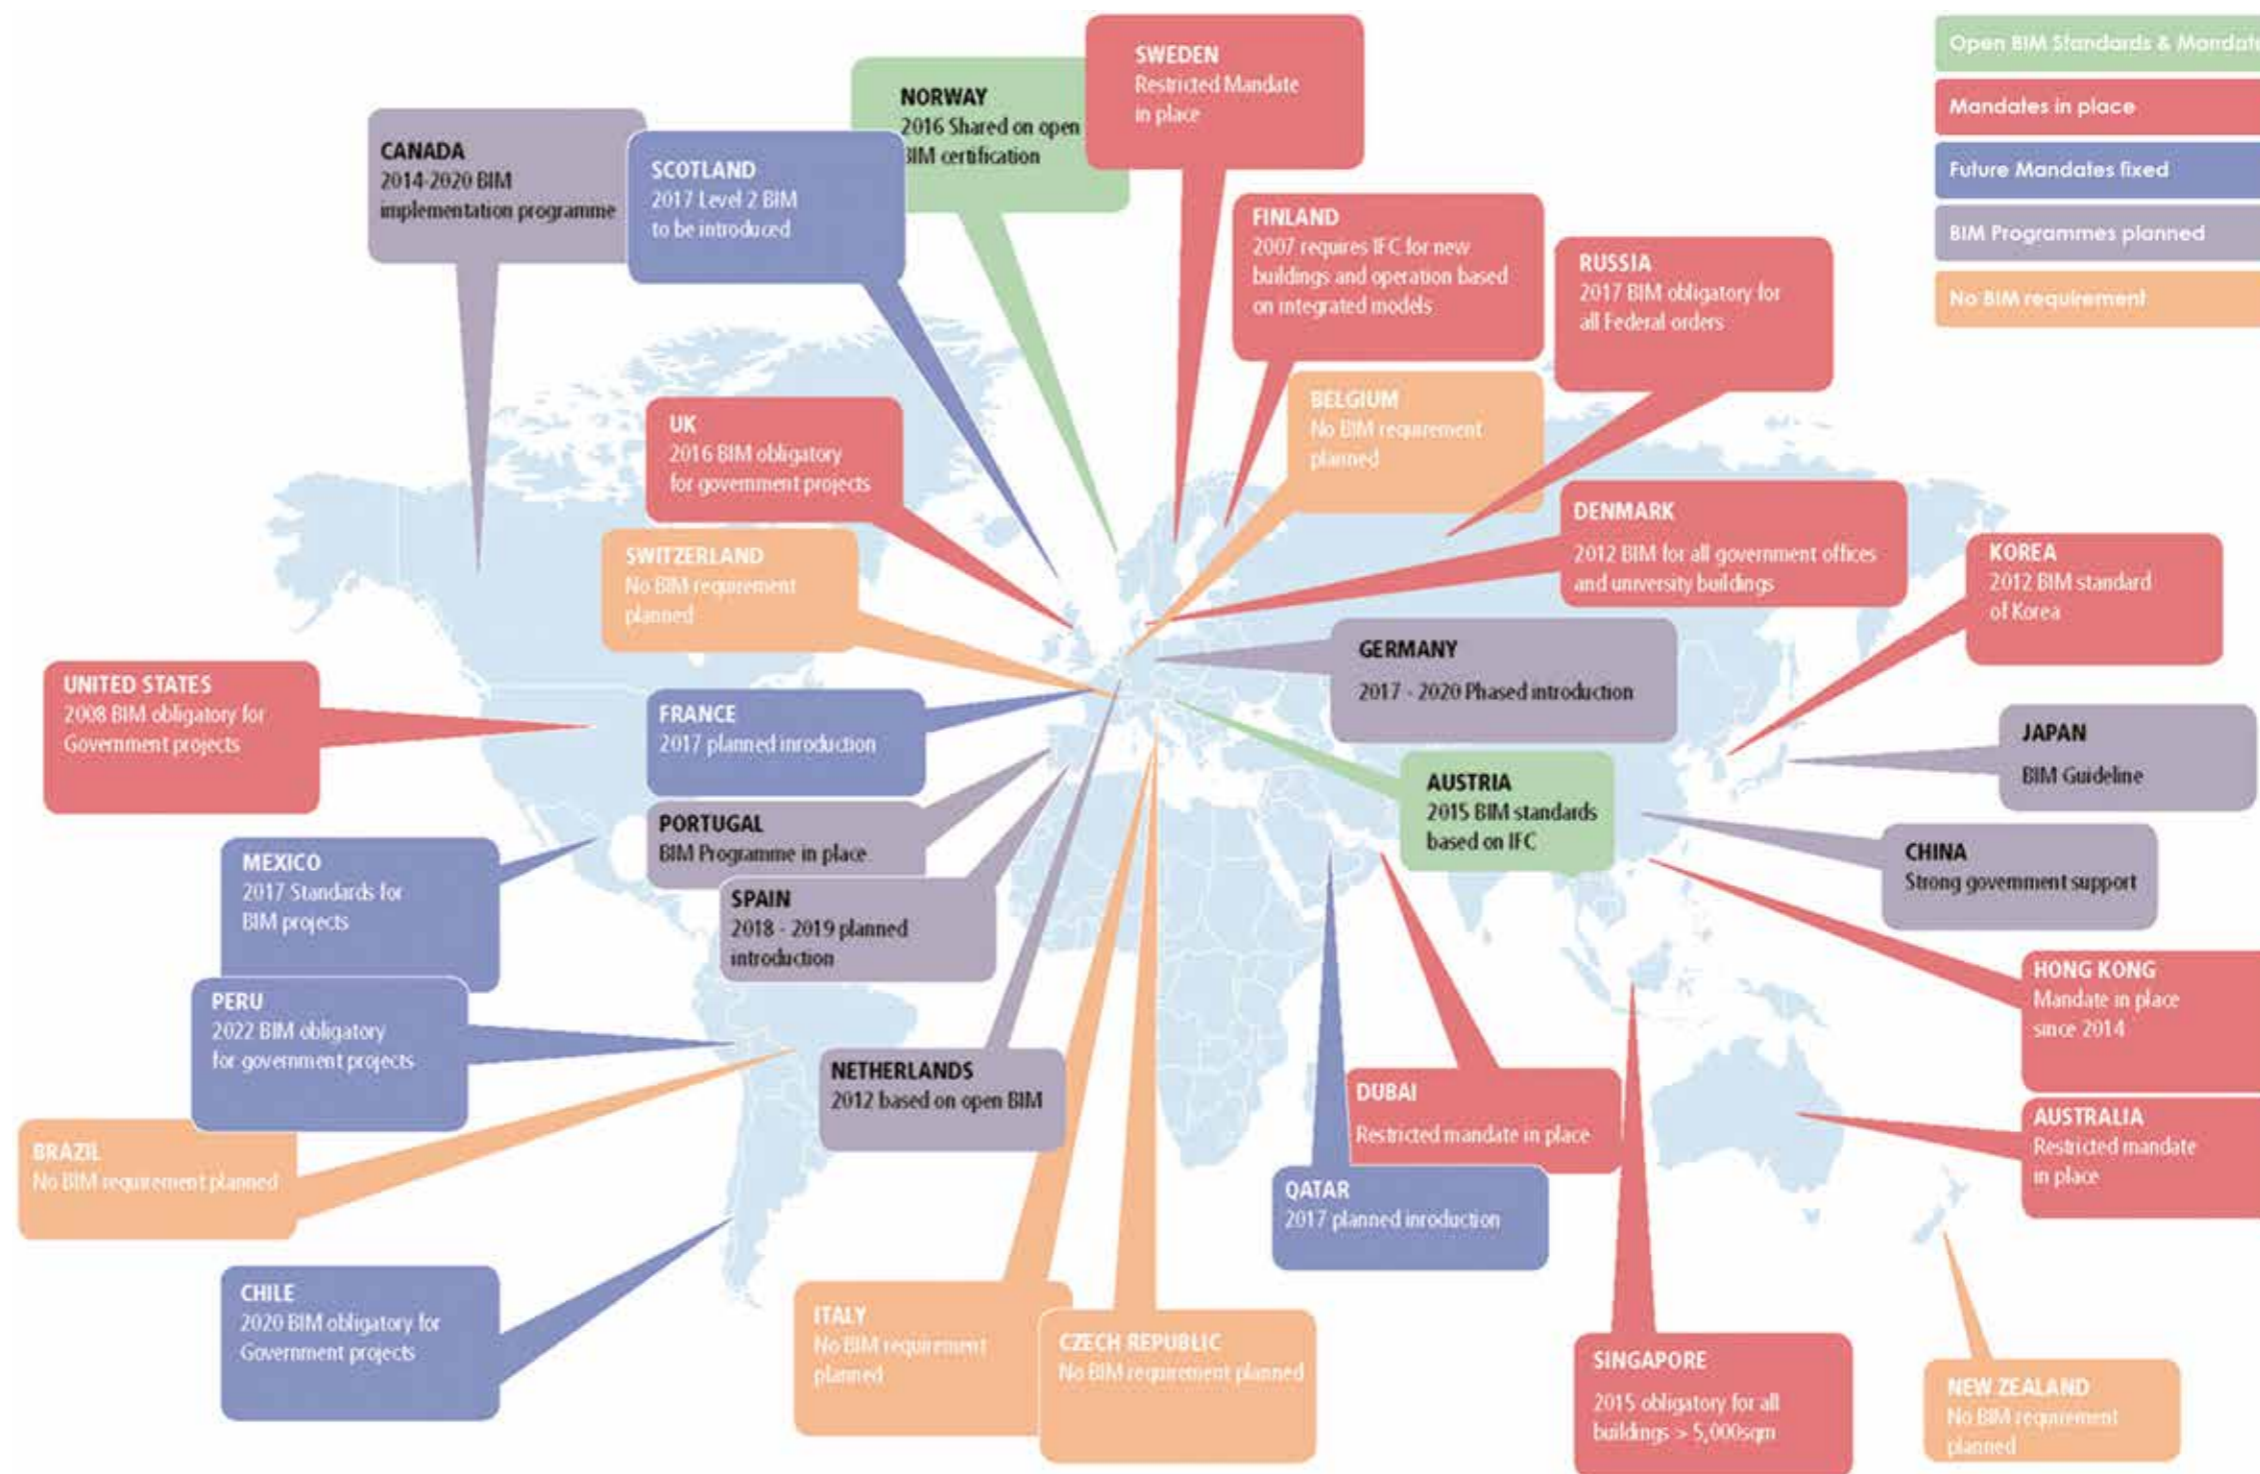 SWEDEN
Restricted Mandate
in place
NORWAY
2016 Shared on open
BIM certification
CANADA
2014-2020 BIM
implementation programme
SCOTLAND
2017 Level 2 BIM
to be introduced
FINLAND
2007 requires IFC for new
buildings and operation based
on integrated models
RUSSIA
2017 BIM obligatory for
all Federal orders
Open BIM Standards & Mandate
Mandates in place
Future Mandates fixed
BIM Programmes planned
No BIM requirement
UK
2016 BIM obligatory
for government projects
BELGIUM
No BIM requirement
planned
SWITZERLAND
No BIM requirement
planned
DENMARK
2012 BIM for all government offices
and university buildings
KOREA
2012 BIM standard
of Korea
UNITED STATES
2008 BIM obligatory for
Government projects
FRANCE
2017 planned inroduction
GERMANY
2017 - 2020 Phased introduction
JAPAN
BIM Guideline
PORTUGAL
BIM Programme in place
AUSTRIA
2015 BIM standards
based on IFC
CHINA
Strong government support
MEXICO
2017 Standards for
BIM projects
SPAIN
2018 - 2019 planned
introduction
HONG KONG
Mandate in place
since 2014
PERU
2022 BIM obligatory
for government projects
NETHERLANDS
2012 based on open BIM
DUBAI
Restricted mandate in place
AUSTRALIA
Restricted mandate
in place
BRAZIL
No BIM requirement planned
QATAR
2017 planned inroduction
CHILE
2020 BIM obligatory for
Government projects
ITALY
No BIM requirement
planned
CZECH REPUBLIC
No BIM requirement planned
SINGAPORE
2015 obligatory for all
buildings > 5,000sqm
NEW ZEALAND
No BIM requirement
planned